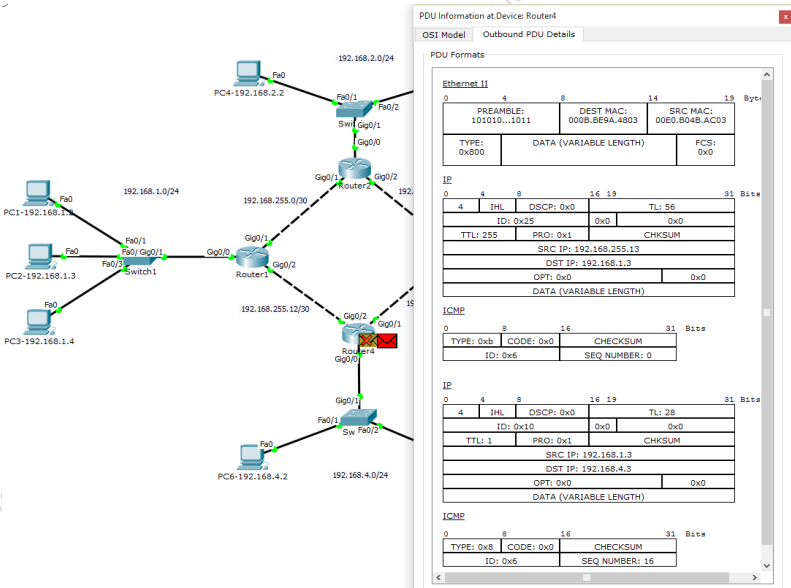 192.168.2.0/24
Fa0
PC4-192.168.2.2
Fa0/1
Fa0/2
Swi
Gig0/1
Gig0/0
Gig0/1
Gig0/2
Router2
192.168.1.0/24
192.168.255.0/30
192.
Fa0
PC1-192.168.1.2
Fa0/1
Fa0
Fa0/
Gig0/1
Gig0/0
Gig0/1
Fa0/3
Switch1
Router1
Gig0/2
PC2-192.168.1.3
Fa0
PC3-192.168.1.4
192.168.255.12/30
19
Gig0/2
Gig0/1
Router4
Gig0/0
Gig0/1
Fa0/1
Sw
Fa0/2
Fa0
PC6-192.168.4.2
192.168.4.0/24
PDU Information at Device: Router4
x
OSI Model Outbound PDU Details
PDU Formats
Ethernet II
0 4 8 14 19 Byt
PREAMBLE: 101010...1011
DEST MAC: 000B.BE9A.4803
SRC MAC: 00E0.B04B.AC03
TYPE: 0x800
DATA (VARIABLE LENGTH)
FCS: 0x0
IP
0 4 8 16 19 31 Bits
4 IHL DSCP: 0x0 TL: 56
ID: 0x25 0x0 0x0
TTL: 255 PRO: 0x1 CHKSUM
SRC IP: 192.168.255.13
DST IP: 192.168.1.3
OPT: 0x0 0x0
DATA (VARIABLE LENGTH)
ICMP
0 8 16 31 Bits
TYPE: 0xb CODE: 0x0 CHECKSUM
ID: 0x6 SEQ NUMBER: 0
IP
0 4 8 16 19 31 Bits
4 IHL DSCP: 0x0 TL: 28
ID: 0x10 0x0 0x0
TTL: 1 PRO: 0x1 CHKSUM
SRC IP: 192.168.1.3
DST IP: 192.168.4.3
OPT: 0x0 0x0
DATA (VARIABLE LENGTH)
ICMP
0 8 16 31 Bits
TYPE: 0x8 CODE: 0x0 CHECKSUM
ID: 0x6 SEQ NUMBER: 16